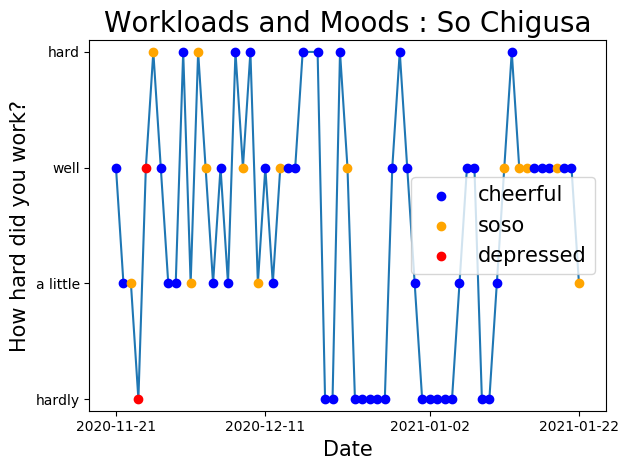 Workloads and Moods : So Chigusa
How hard did you work?
hard
well
a little
hardly
cheerful
soso
depressed
2020-11-21
2020-12-11
2021-01-02
2021-01-22
Date